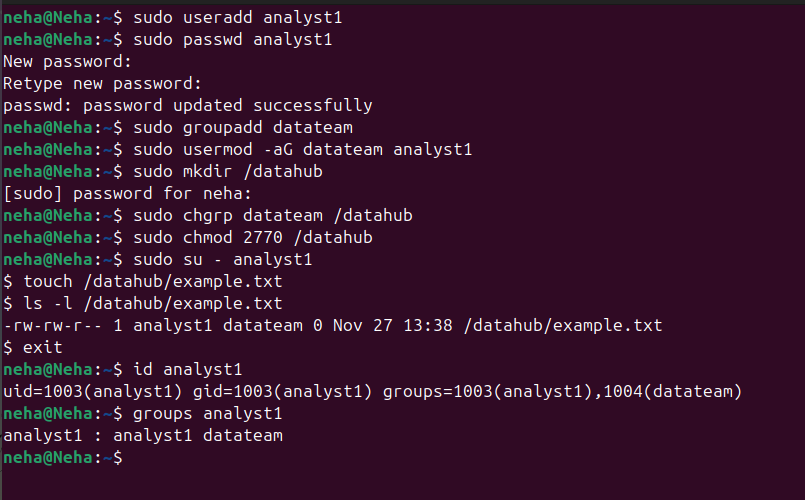 neha@Neha:~$ sudo useradd analyst1
neha@Neha:~$ sudo passwd analyst1
New password:
Retype new password:
passwd: password updated successfully
neha@Neha:~$ sudo groupadd datateam
neha@Neha:~$ sudo usermod -aG datateam analyst1
neha@Neha:~$ sudo mkdir /datahub
[sudo] password for neha:
neha@Neha:~$ sudo chgrp datateam /datahub
neha@Neha:~$ sudo chmod 2770 /datahub
neha@Neha:~$ sudo su - analyst1
$ touch /datahub/example.txt
$ ls -l /datahub/example.txt
-rw-rw-r-- 1 analyst1 datateam 0 Nov 27 13:38 /datahub/example.txt
$ exit
neha@Neha:~$ id analyst1
uid=1003(analyst1) gid=1003(analyst1) groups=1003(analyst1),1004(datateam)
neha@Neha:~$ groups analyst1
analyst1 : analyst1 datateam
neha@Neha:~$